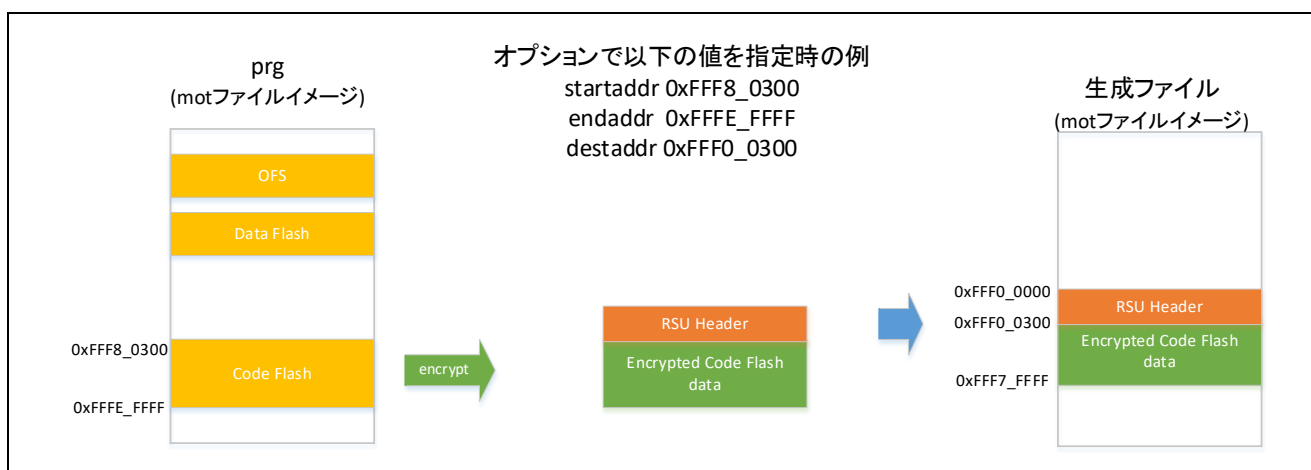 prg
(motファイルイメージ)
OFS
Data Flash
0xFFF8_0300
Code Flash
0xFFFE_FFFF
encrypt
オプションで以下の値を指定時の例
startaddr 0xFFF8_0300
endaddr 0xFFFE_FFFF
destaddr 0xFFF0_0300
RSU Header
Encrypted Code Flash
data
生成ファイル
(motファイルイメージ)
0xFFF0_0000
RSU Header
0xFFF0_0300
Encrypted Code Flash
data
0xFFF7_FFFF